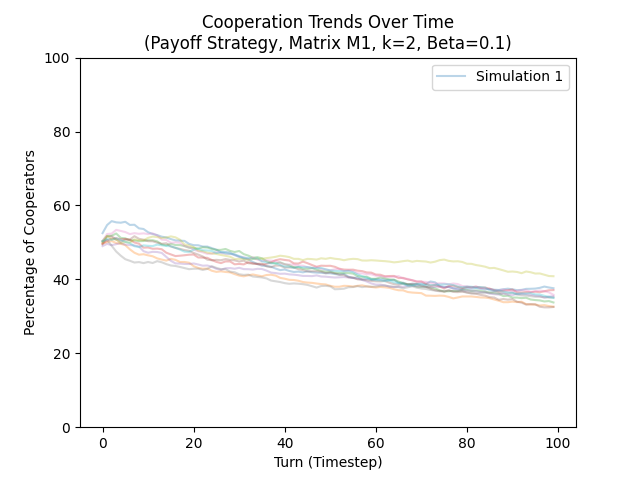 Cooperation Trends Over Time
(Payoff Strategy, Matrix M1, k=2, Beta=0.1)
Simulation 1
Percentage of Cooperators
100
80
60
40
20
0
0 20 40 60 80 100
Turn (Timestep)